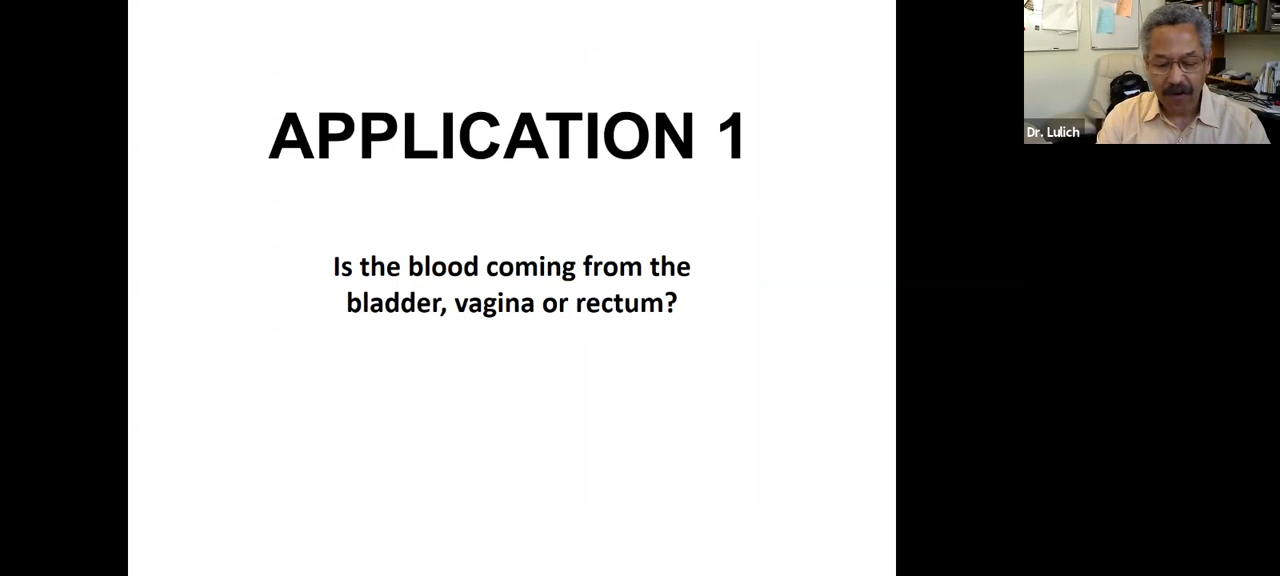 APPLICATION 1
Is the blood coming from the
bladder, vagina or rectum?
Dr. Lulich